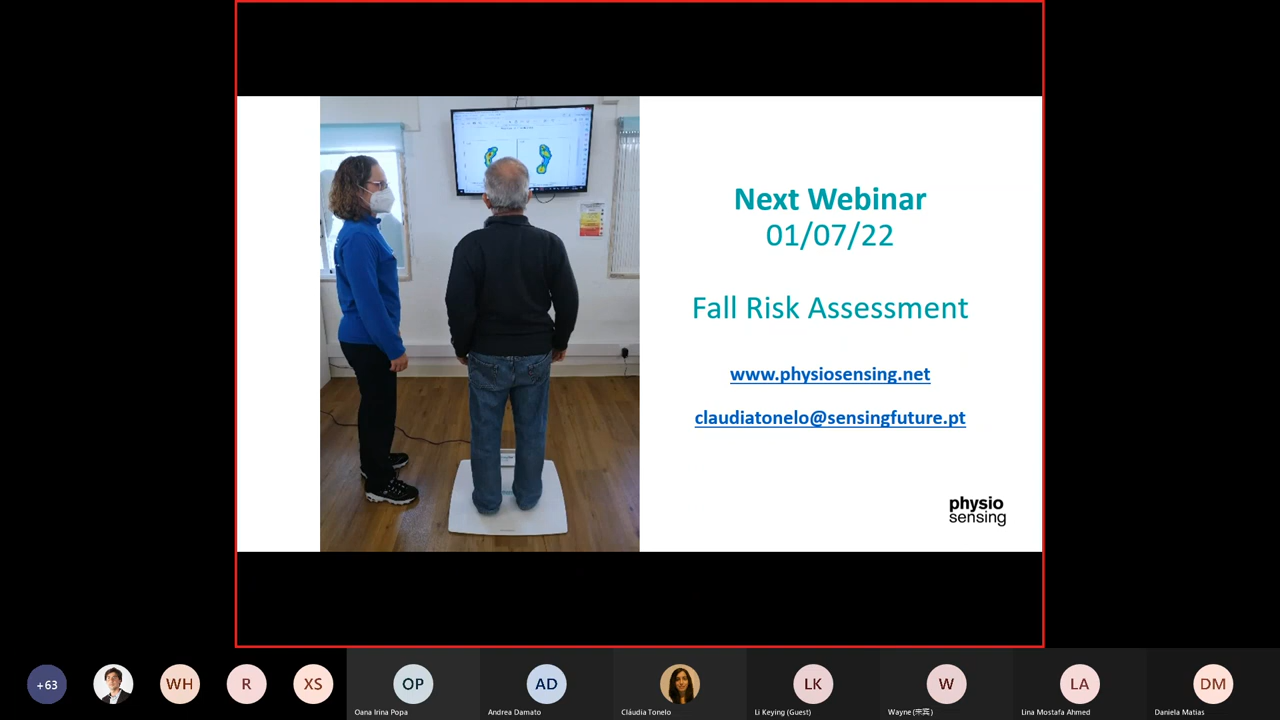 Next Webinar
01/07/22
Fall Risk Assessment
www.physiosensing.net
claudiatonelo@sensingfuture.pt
physio
sensing
+63
WH
R
XS
OP
Oana Irina Popa
AD
Andrea Damato
Cláudia Tonelo
LK
Li Keying (Guest)
W
Wayne (宋宾)
LA
Lina Mostafa Ahmed
DM
Daniela Matias